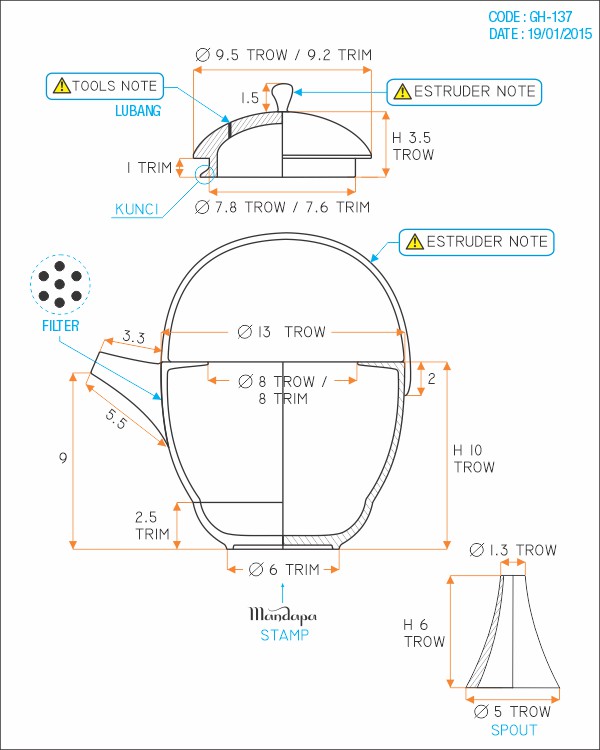 CODE : GH-137
DATE : 19/01/2015
Ø 9.5 TROW / 9.2 TRIM
TOOLS NOTE
LUBANG
1.5
ESTRUDER NOTE
H 3.5
TROW
1 TRIM
KUNCI
Ø 7.8 TROW / 7.6 TRIM
ESTRUDER NOTE
FILTER
3.3
Ø 13 TROW
Ø 8 TROW /
8 TRIM
2
5.5
9
H 10
TROW
2.5
TRIM
Ø 6 TRIM
Mandapa
STAMP
Ø 1.3 TROW
H 6
TROW
Ø 5 TROW
SPOUT